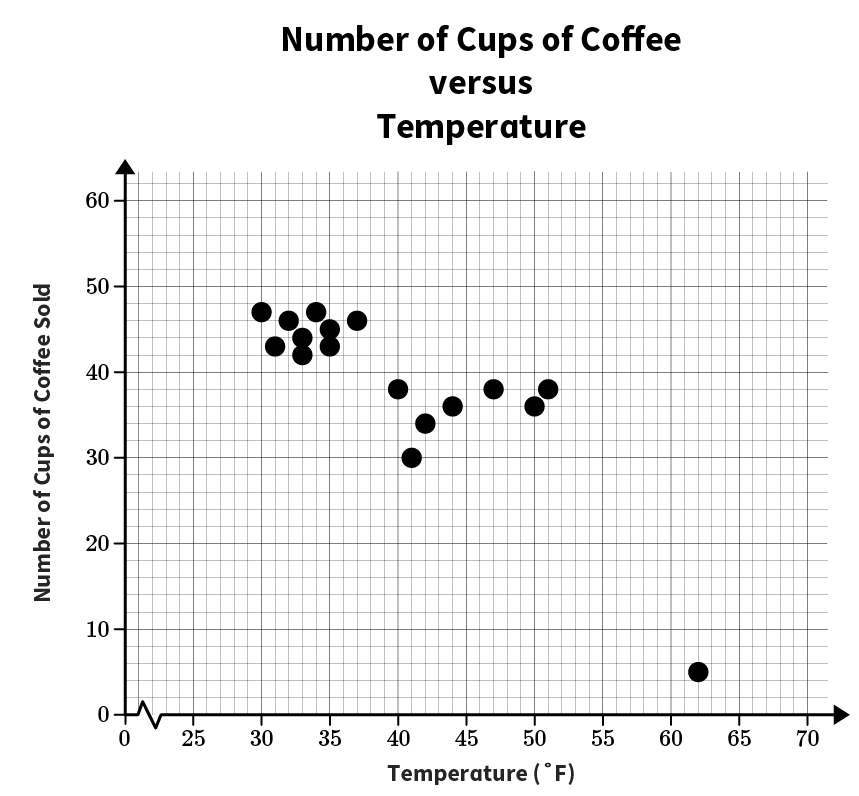 Number of Cups of Coffee
versus
Temperature
60
50
40
30
20
10
0
Number of Cups of Coffee Sold
0 25 30 35 40 45 50 55 60 65 70
Temperature (°F)